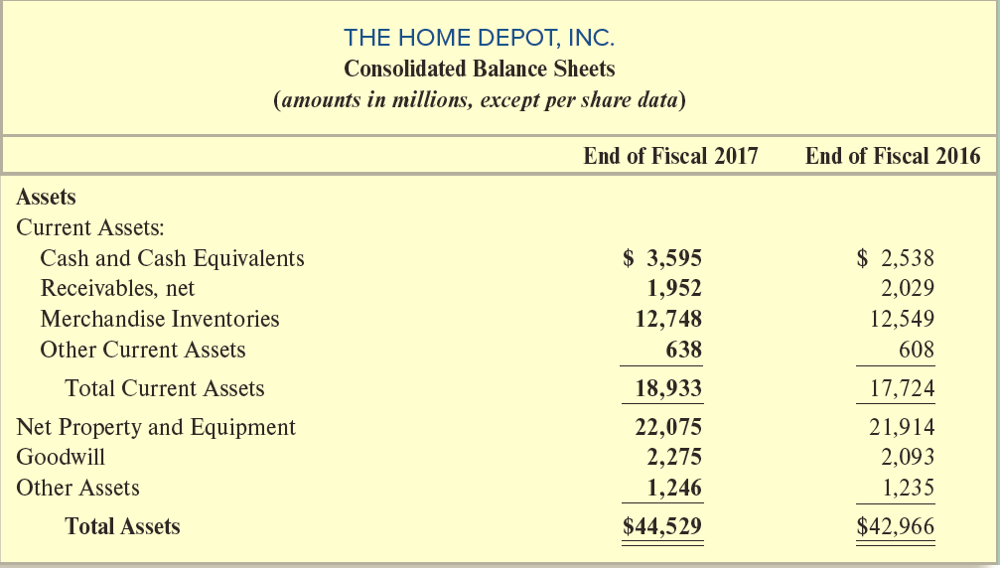 THE HOME DEPOT, INC.
Consolidated Balance Sheets
(amounts in millions, except per share data)
End of Fiscal 2017 End of Fiscal 2016
Assets
Current Assets:
Cash and Cash Equivalents $ 3,595 $ 2,538
Receivables, net 1,952 2,029
Merchandise Inventories 12,748 12,549
Other Current Assets 638 608
Total Current Assets 18,933 17,724
Net Property and Equipment 22,075 21,914
Goodwill 2,275 2,093
Other Assets 1,246 1,235
Total Assets $44,529 $42,966